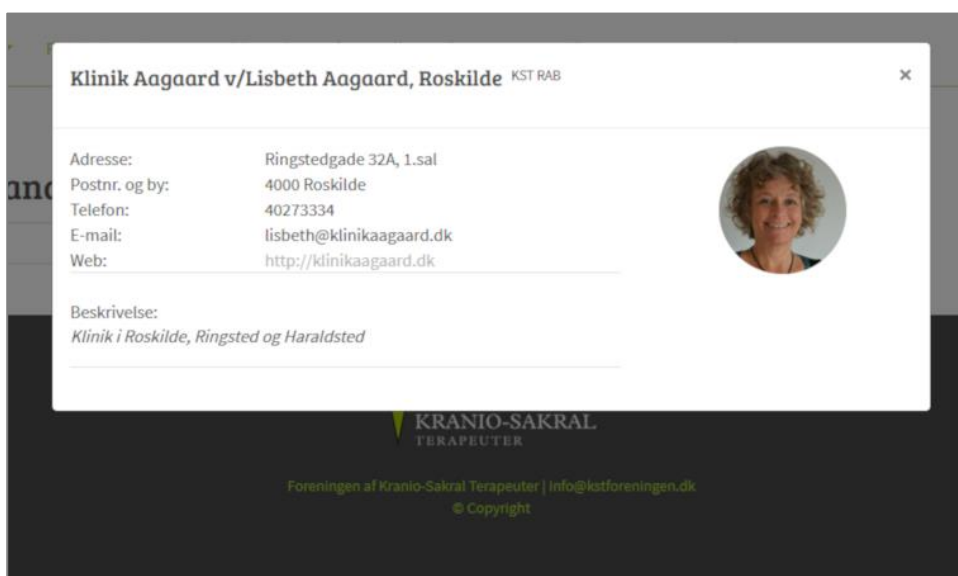 Klinik Aagaard v/Lisbeth Aagaard, Roskilde KST RAB
×
Adresse: Ringstedgade 32A, 1.sal
Postnr. og by: 4000 Roskilde
Telefon: 40273334
E-mail: lisbeth@klinikaagaard.dk
Web: http://klinikaagaard.dk
Beskrivelse:
Klinik i Roskilde, Ringsted og Haraldsted
KRANIO-SAKRAL
TERAPEUTER
Foreningen af Kranio-Sakral Terapeuter | info@kstforeningen.dk
© Copyright